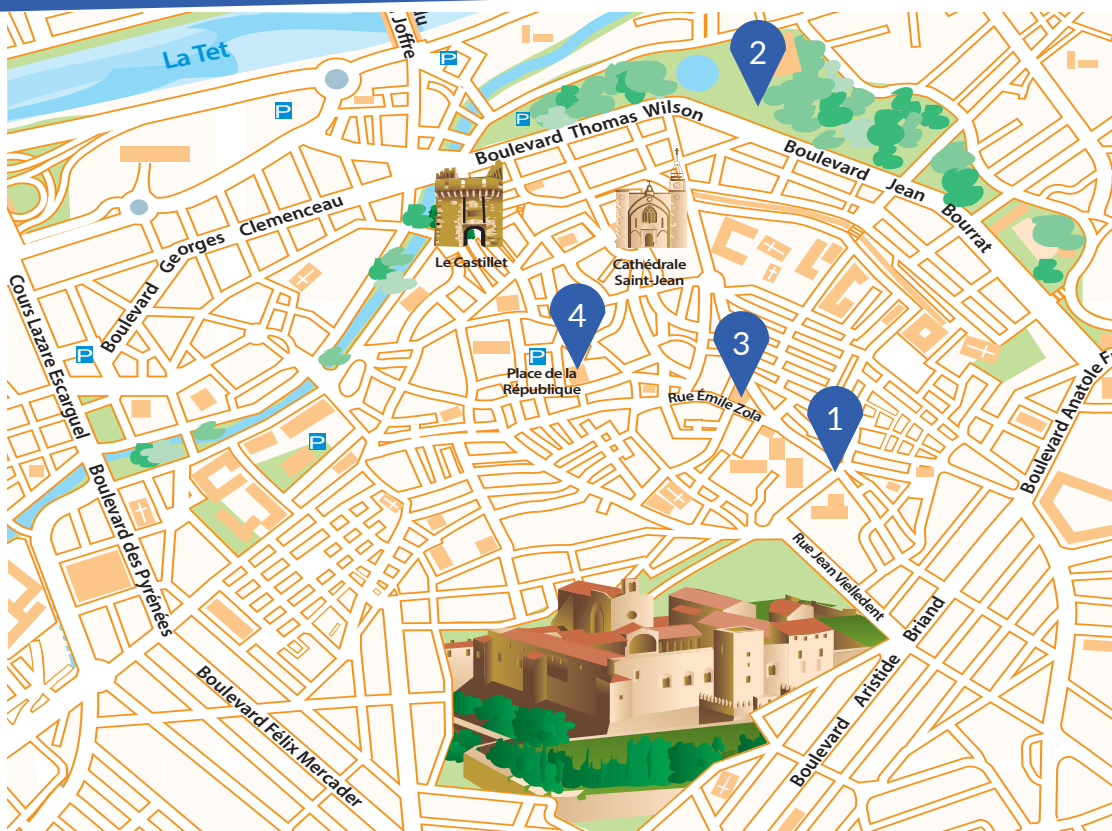 La Tet
Joffre
P
P
P
2
Boulevard Thomas Wilson
Boulevard Jean Bourrat
Boulevard Georges Clemenceau
Le Castillet
Cathédrale
Saint-Jean
Cours Lazare Escarguel
P
4
3
P
Place de la
République
Rue Émile Zola
1
P
Boulevard Anatole
Boulevard des Pyrénées
Rue Jean Vielledent
Boulevard Aristide Briand
Boulevard Félix Mercader